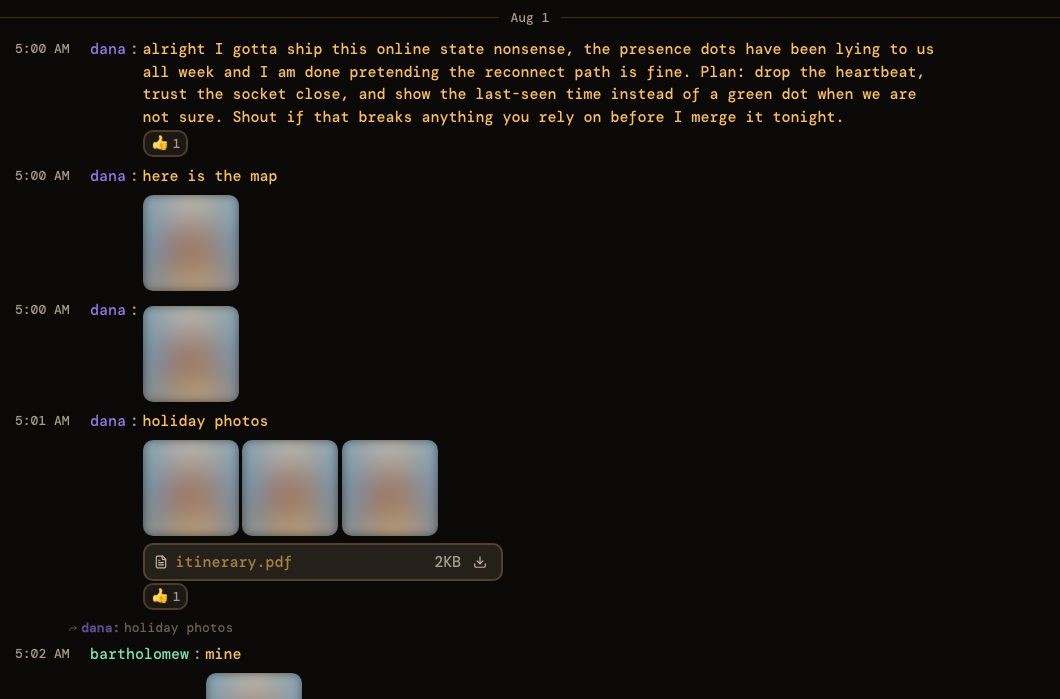 Aug 1
5:00 AM dana : alright I gotta ship this online state nonsense, the presence dots have been lying to us
all week and I am done pretending the reconnect path is fine. Plan: drop the heartbeat,
trust the socket close, and show the last-seen time instead of a green dot when we are
not sure. Shout if that breaks anything you rely on before I merge it tonight.
👍 1
5:00 AM dana : here is the map
5:00 AM dana :
5:01 AM dana : holiday photos
itinerary.pdf 2KB
👍 1
dana: holiday photos
5:02 AM bartholomew : mine